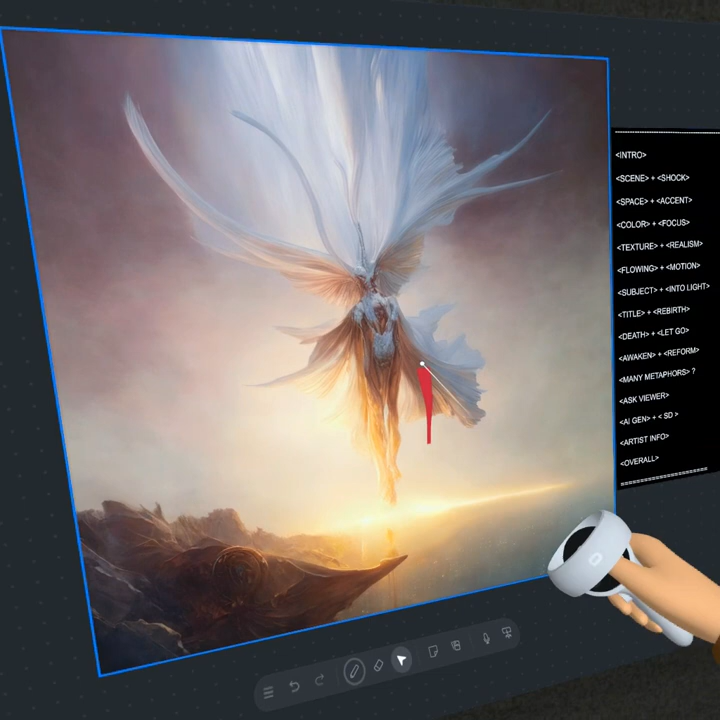 ====================
<INTRO>
<SCENE> + <SHOCK>
<SPACE> + <ACCENT>
<COLOR> + <FOCUS>
<TEXTURE> + <REALISM>
<FLOWING> + <MOTION>
<SUBJECT> + <INTO LIGHT>
<TITLE> + <REBIRTH>
<DEATH> + <LET GO>
<AWAKEN> + <REFORM>
<MANY METAPHORS> ?
<ASK VIEWER>
<AI GEN> + < SD >
<ARTIST INFO>
<OVERALL>
====================